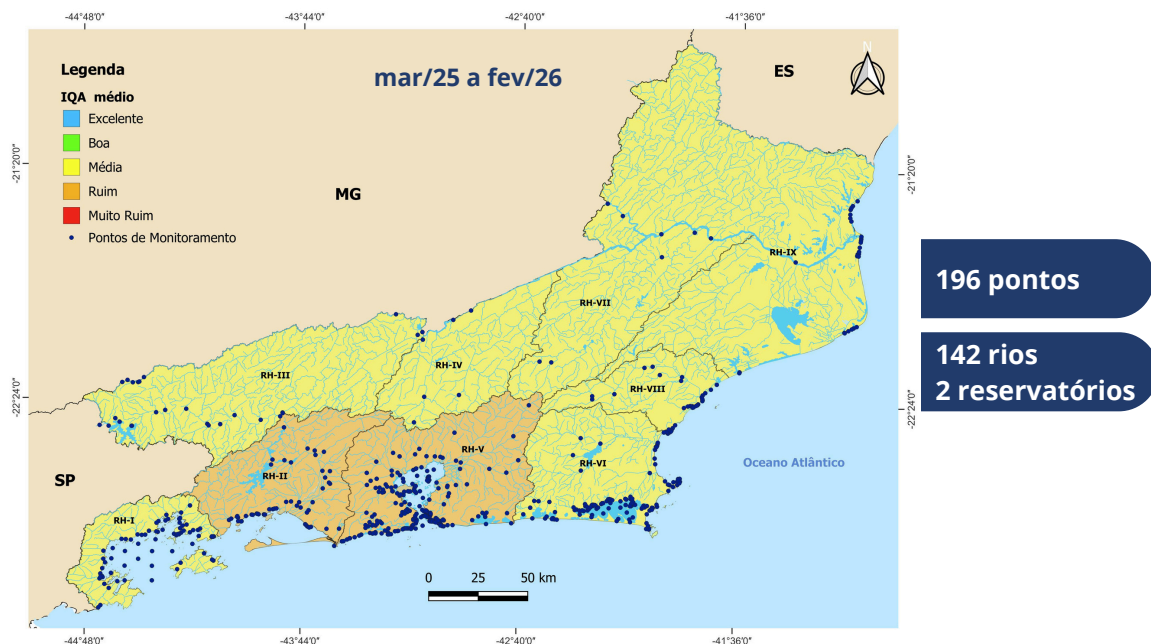 -44°48'0"
-43°44'0"
-42°40'0"
-41°36'0"
Legenda
IQA médio
Excelente
Boa
Média
Ruim
Muito Ruim
Pontos de Monitoramento
mar/25 a fev/26
N
ES
MG
SP
-21°20'0"
-21°20'0"
-22°24'0"
-22°24'0"
RH-IX
RH-VII
RH-IV
RH-III
RH-VIII
RH-V
RH-VI
RH-II
RH-I
Oceano Atlântico
196 pontos
142 rios
2 reservatórios
0 25 50 km
-44°48'0"
-43°44'0"
-42°40'0"
-41°36'0"